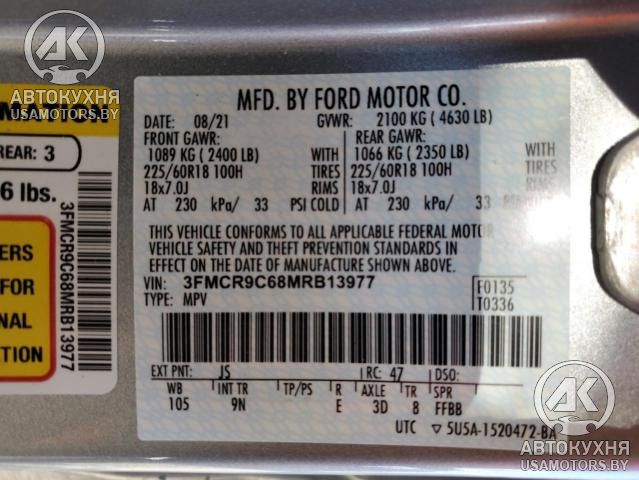 АК
АВТОКУХНЯ
USAMOTORS.BY
MATION
REAR: 3
6 lbs.
ERS
FOR
NAL
TION
3FMCR9C68MRB13977
MFD. BY FORD MOTOR CO.
DATE: 08/21 GVWR: 2100 KG ( 4630 LB)
FRONT GAWR: REAR GAWR:
1089 KG ( 2400 LB) WITH 1066 KG ( 2350 LB) WITH
225/60R18 100H TIRES 225/60R18 100H TIRES
18x7.0J RIMS 18x7.0J RIMS
AT 230 kPa/ 33 PSI COLD AT 230 kPa/ 33 PSI
THIS VEHICLE CONFORMS TO ALL APPLICABLE FEDERAL MOTOR
VEHICLE SAFETY AND THEFT PREVENTION STANDARDS IN
EFFECT ON THE DATE OF MANUFACTURE SHOWN ABOVE.
VIN: 3FMCR9C68MRB13977 F0135
TYPE: MPV T0336
EXT PNT: JS RC: 47 DSO:
WB INT TR TP/PS R AXLE TR SPR
105 9N E 3D 8 FFBB
UTC ▽ 5U5A-1520472-BA
АК
АВТОКУХНЯ
USAMOTORS.BY